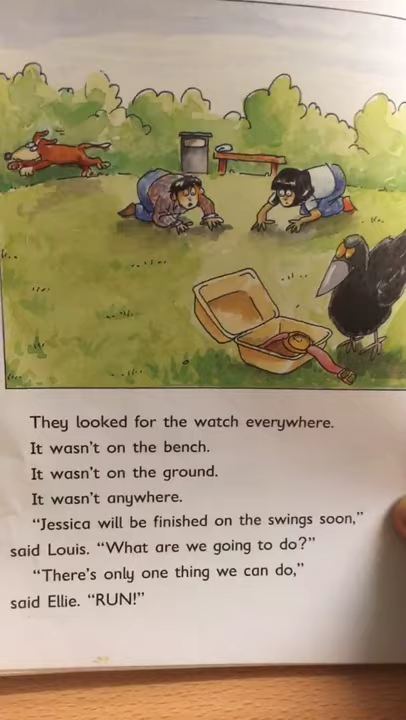 They looked for the watch everywhere.
It wasn't on the bench.
It wasn't on the ground.
It wasn't anywhere.
“Jessica will be finished on the swings soon,”
said Louis. “What are we going to do?”
“There's only one thing we can do,”
said Ellie. “RUN!”